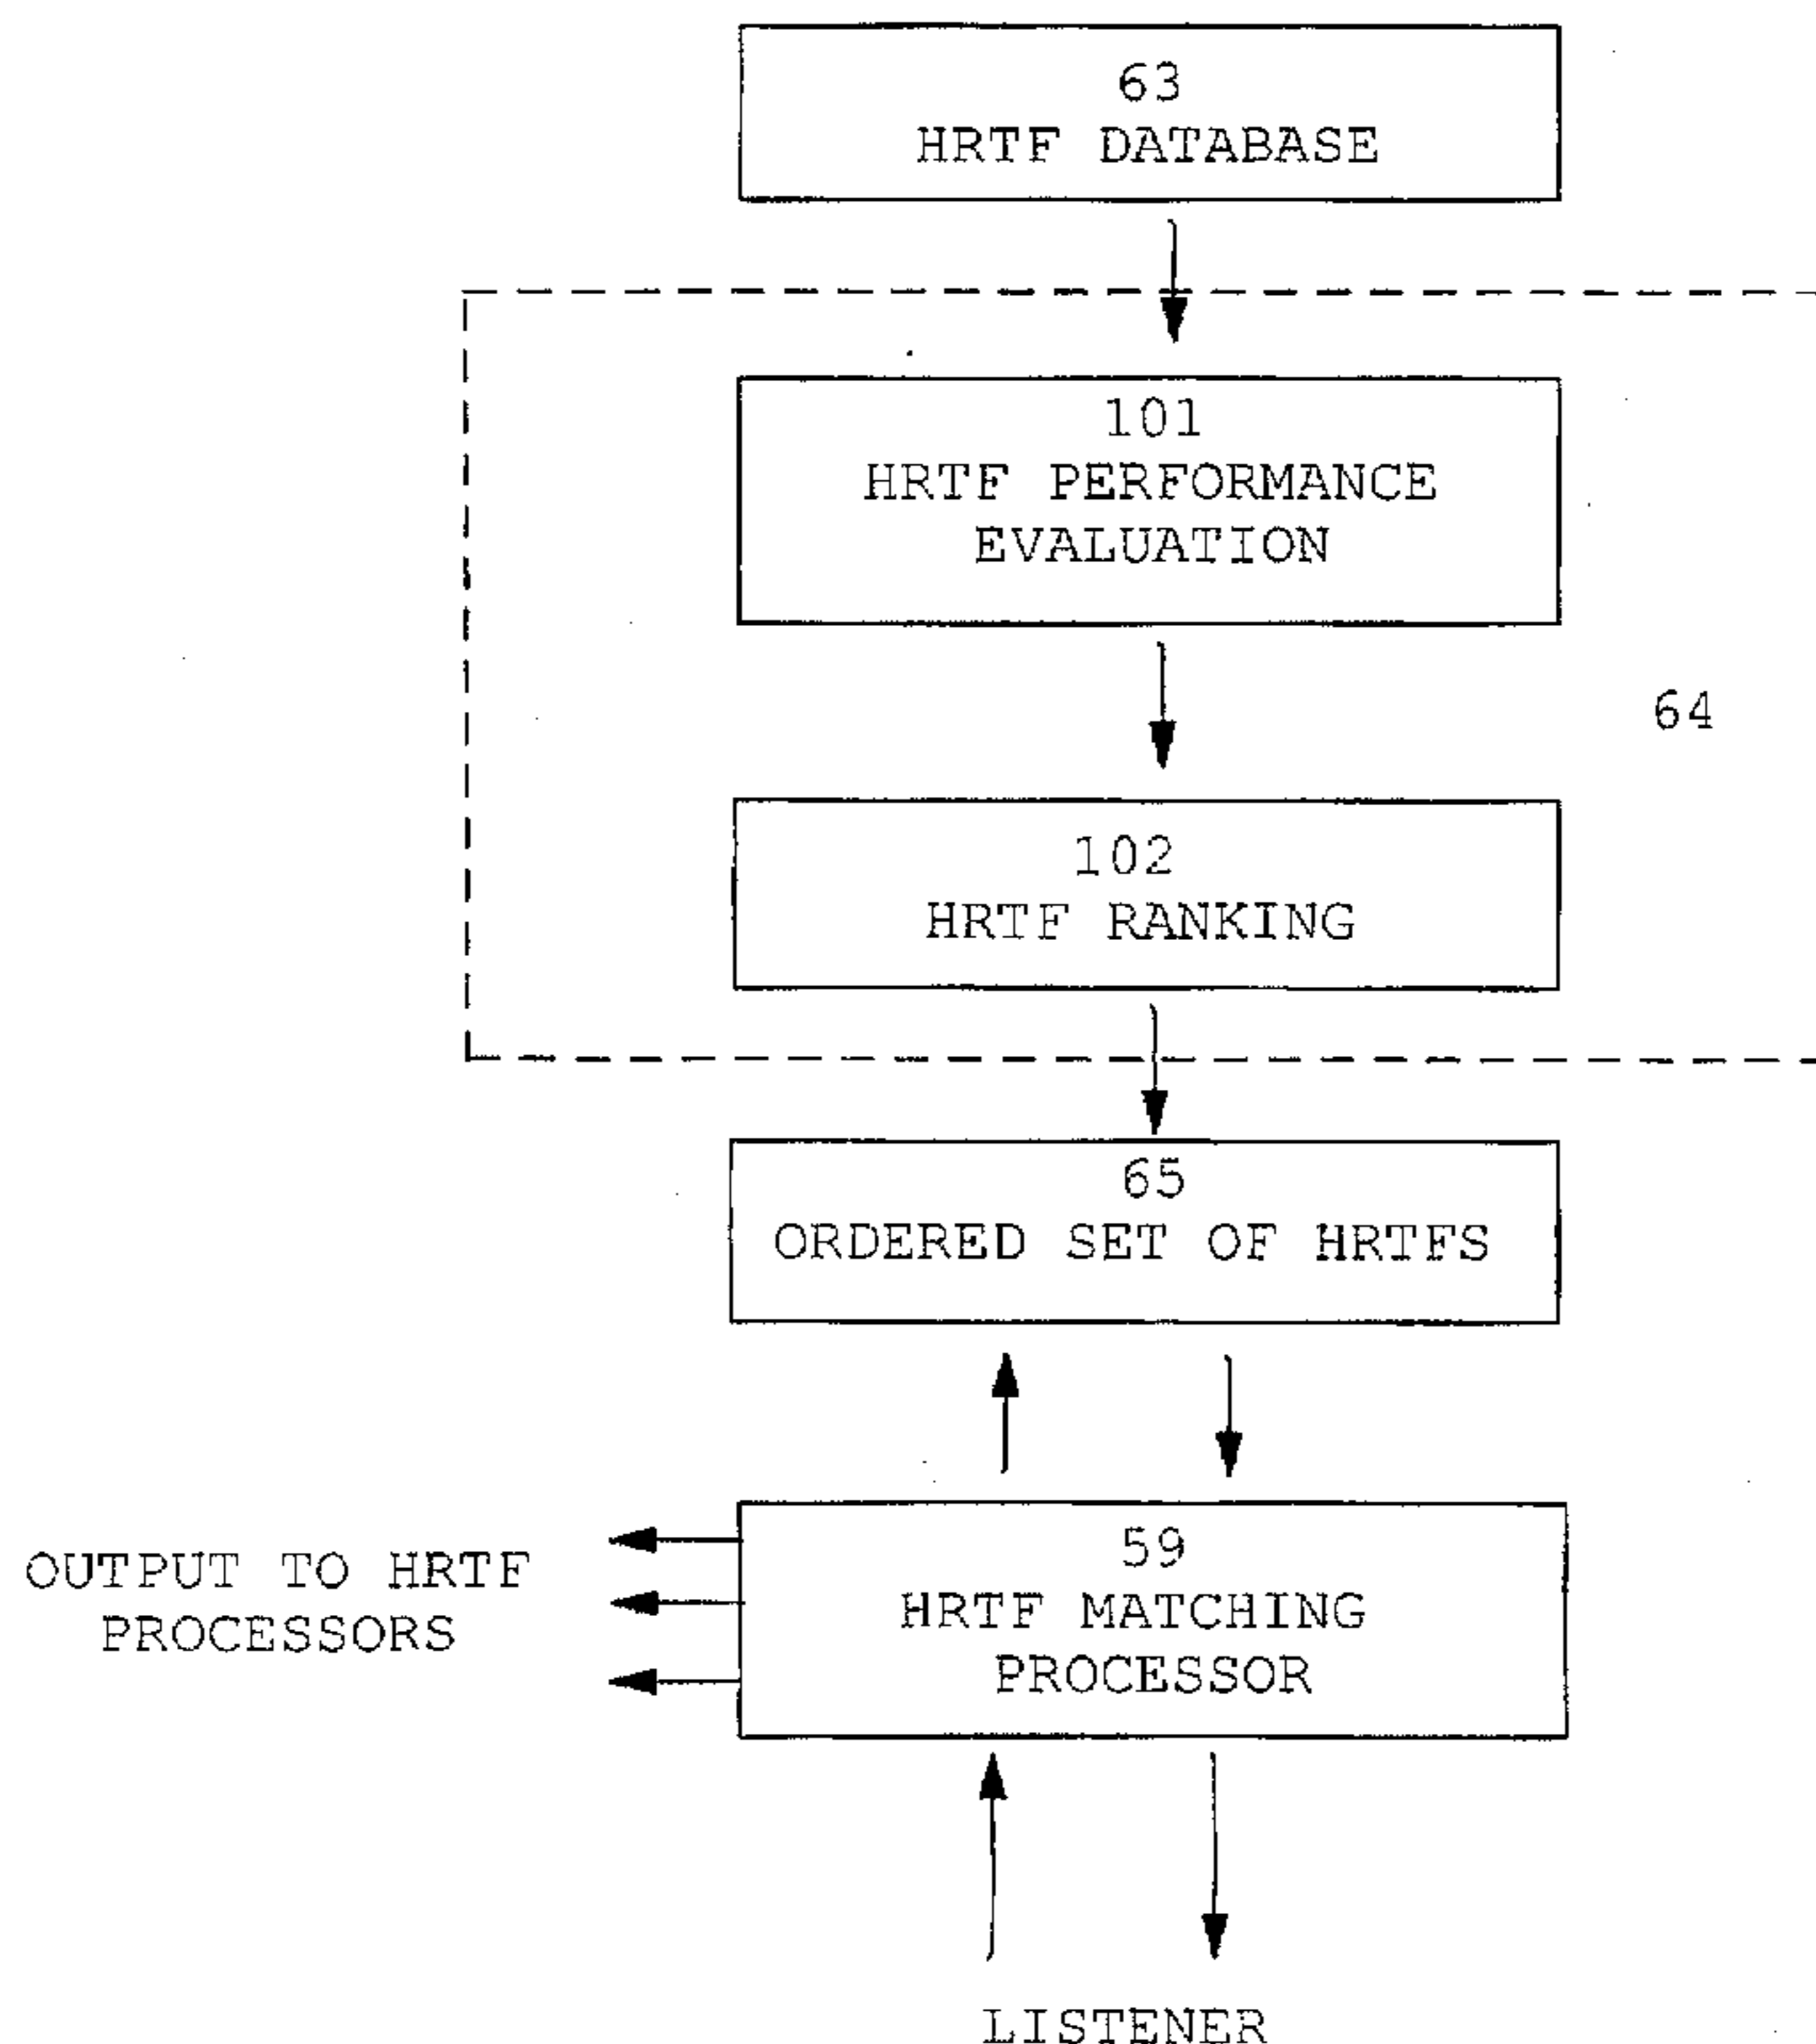 63
HRTF DATABASE
101
HRTF PERFORMANCE
EVALUATION
64
102
HRTF RANKING
65
ORDERED SET OF HRTFS
59
HRTF MATCHING
PROCESSOR
OUTPUT TO HRTF
PROCESSORS
LISTENER